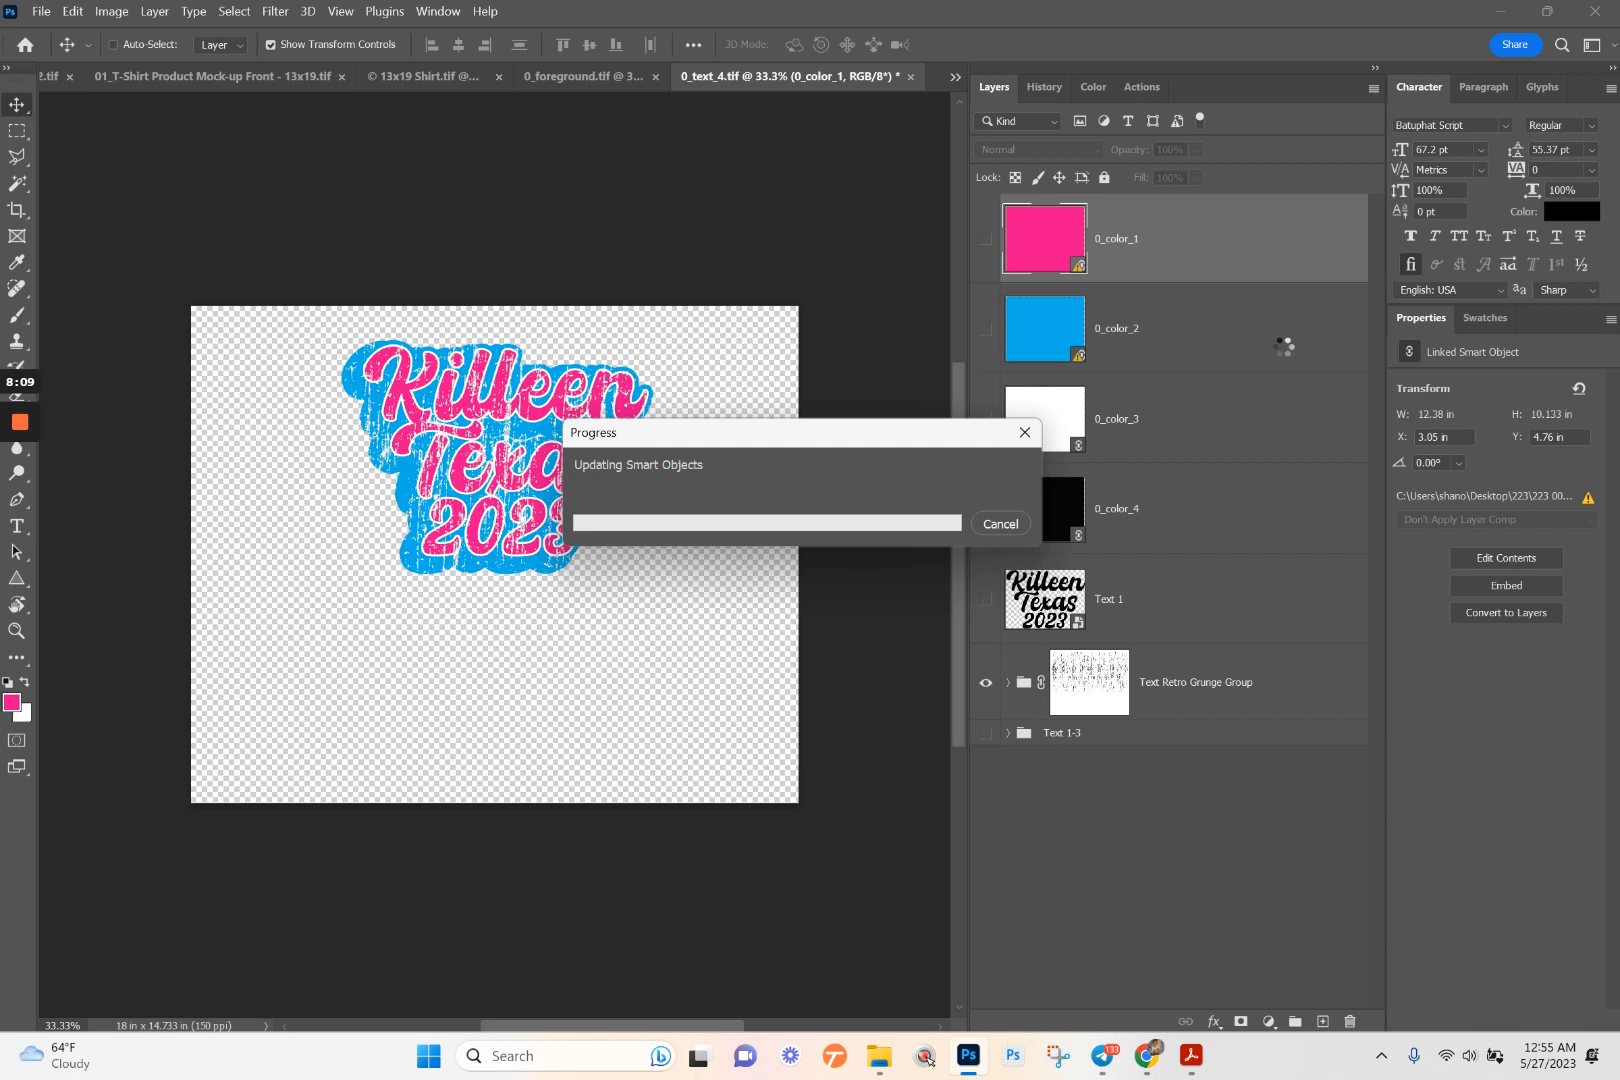 Ps File Edit Image Layer Type Select Filter 3D View Plugins Window Help
Auto-Select: Layer Show Transform Controls 3D Mode: Share
2.tif × 01_T-Shirt Product Mock-up Front - 13x19.tif × © 13x19 Shirt.tif @... × 0_foreground.tif @ 3... × 0_text_4.tif @ 33.3% (0_color_1, RGB/8*) * ×
Layers History Color Actions
Kind
Normal Opacity: 100%
Lock: Fill: 100%
0_color_1
0_color_2
0_color_3
0_color_4
Killeen
Texas
2023
Text 1
Text Retro Grunge Group
Text 1-3
Character Paragraph Glyphs
Batuphat Script Regular
67.2 pt 55.37 pt
Metrics 0
100% 100%
0 pt Color:
English: USA Sharp
Properties Swatches
Linked Smart Object
Transform
W: 12.38 in H: 10.133 in
X: 3.05 in Y: 4.76 in
0.00°
C:\Users\shano\Desktop\223\223 00...
Don't Apply Layer Comp
Edit Contents
Embed
Convert to Layers
8:09
Killeen
Texa
2023
Progress
Updating Smart Objects
Cancel
33.33% 18 in x 14.733 in (150 ppi)
64°F
Cloudy
Search
Ps Ps 133
12:55 AM
5/27/2023